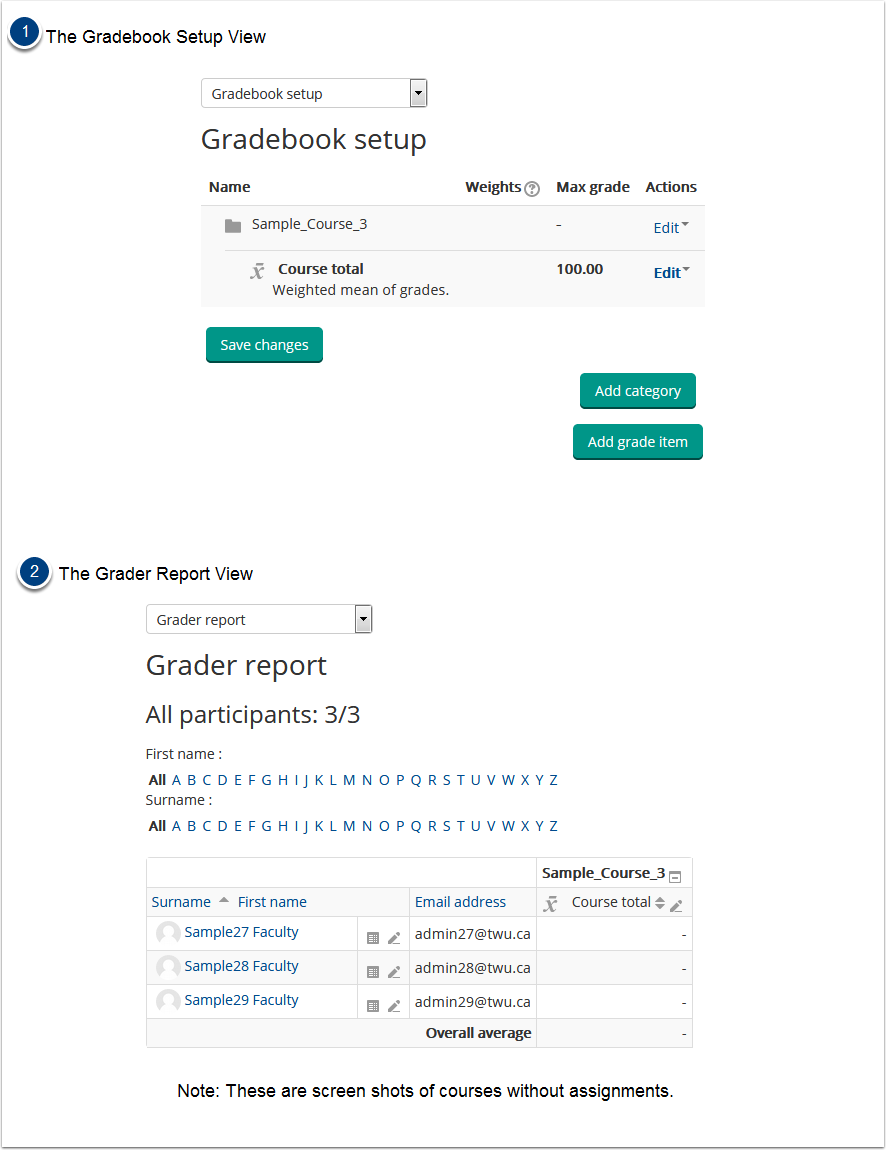 1 The Gradebook Setup View
Gradebook setup
Gradebook setup
Name Weights ? Max grade Actions
Sample_Course_3 - Edit
x̄ Course total 100.00 Edit
Weighted mean of grades.
Save changes
Add category
Add grade item
2 The Grader Report View
Grader report
Grader report
All participants: 3/3
First name :
All A B C D E F G H I J K L M N O P Q R S T U V W X Y Z
Surname :
All A B C D E F G H I J K L M N O P Q R S T U V W X Y Z
Sample_Course_3
Surname First name Email address x̄ Course total
Sample27 Faculty admin27@twu.ca -
Sample28 Faculty admin28@twu.ca -
Sample29 Faculty admin29@twu.ca -
Overall average -
Note: These are screen shots of courses without assignments.